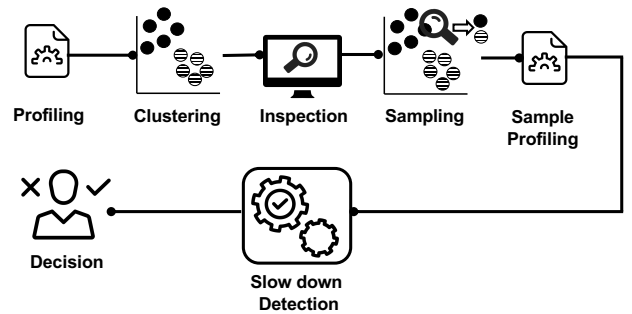 Profiling
Clustering
Inspection
Sampling
Sample
Profiling
Decision
Slow down
Detection